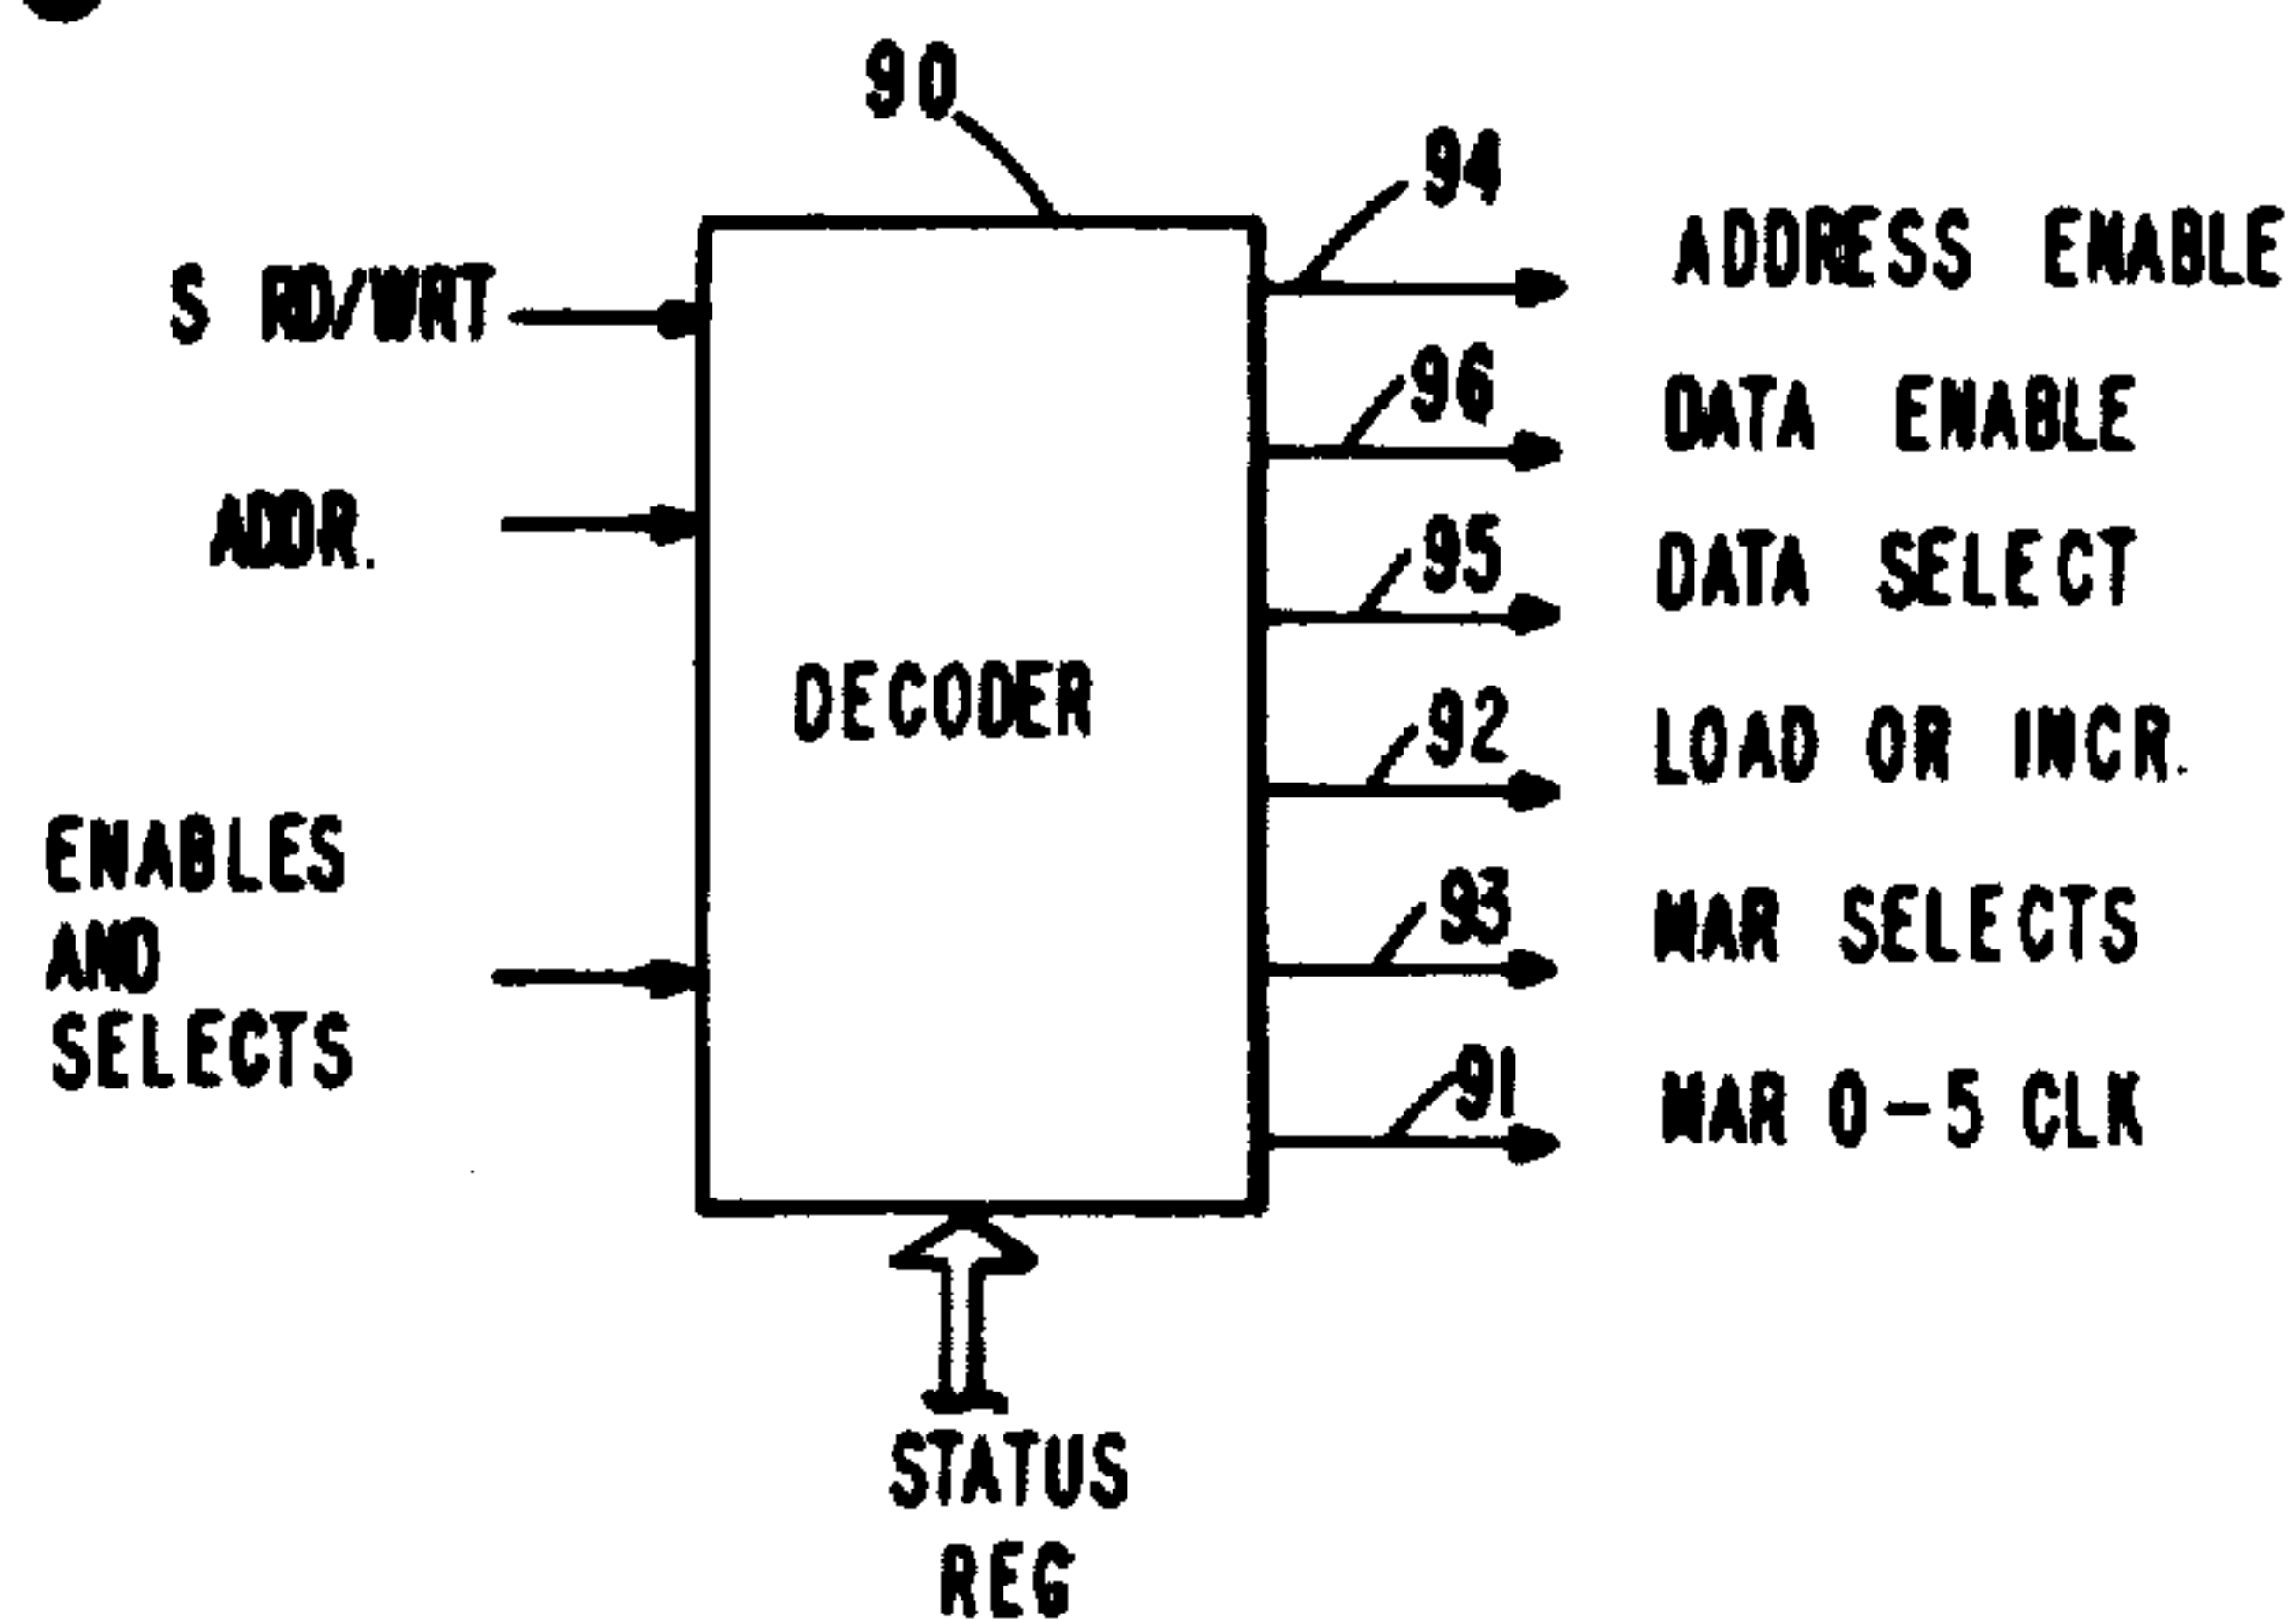 90
94
ADDRESS ENABLE
S RD/WRT
96
DATA ENABLE
ADDR.
95
DATA SELECT
DECODER
92
LOAD OR INCR.
ENABLES
AND
SELECTS
93
MAR SELECTS
91
MAR 0-5 CLK
STATUS
REG